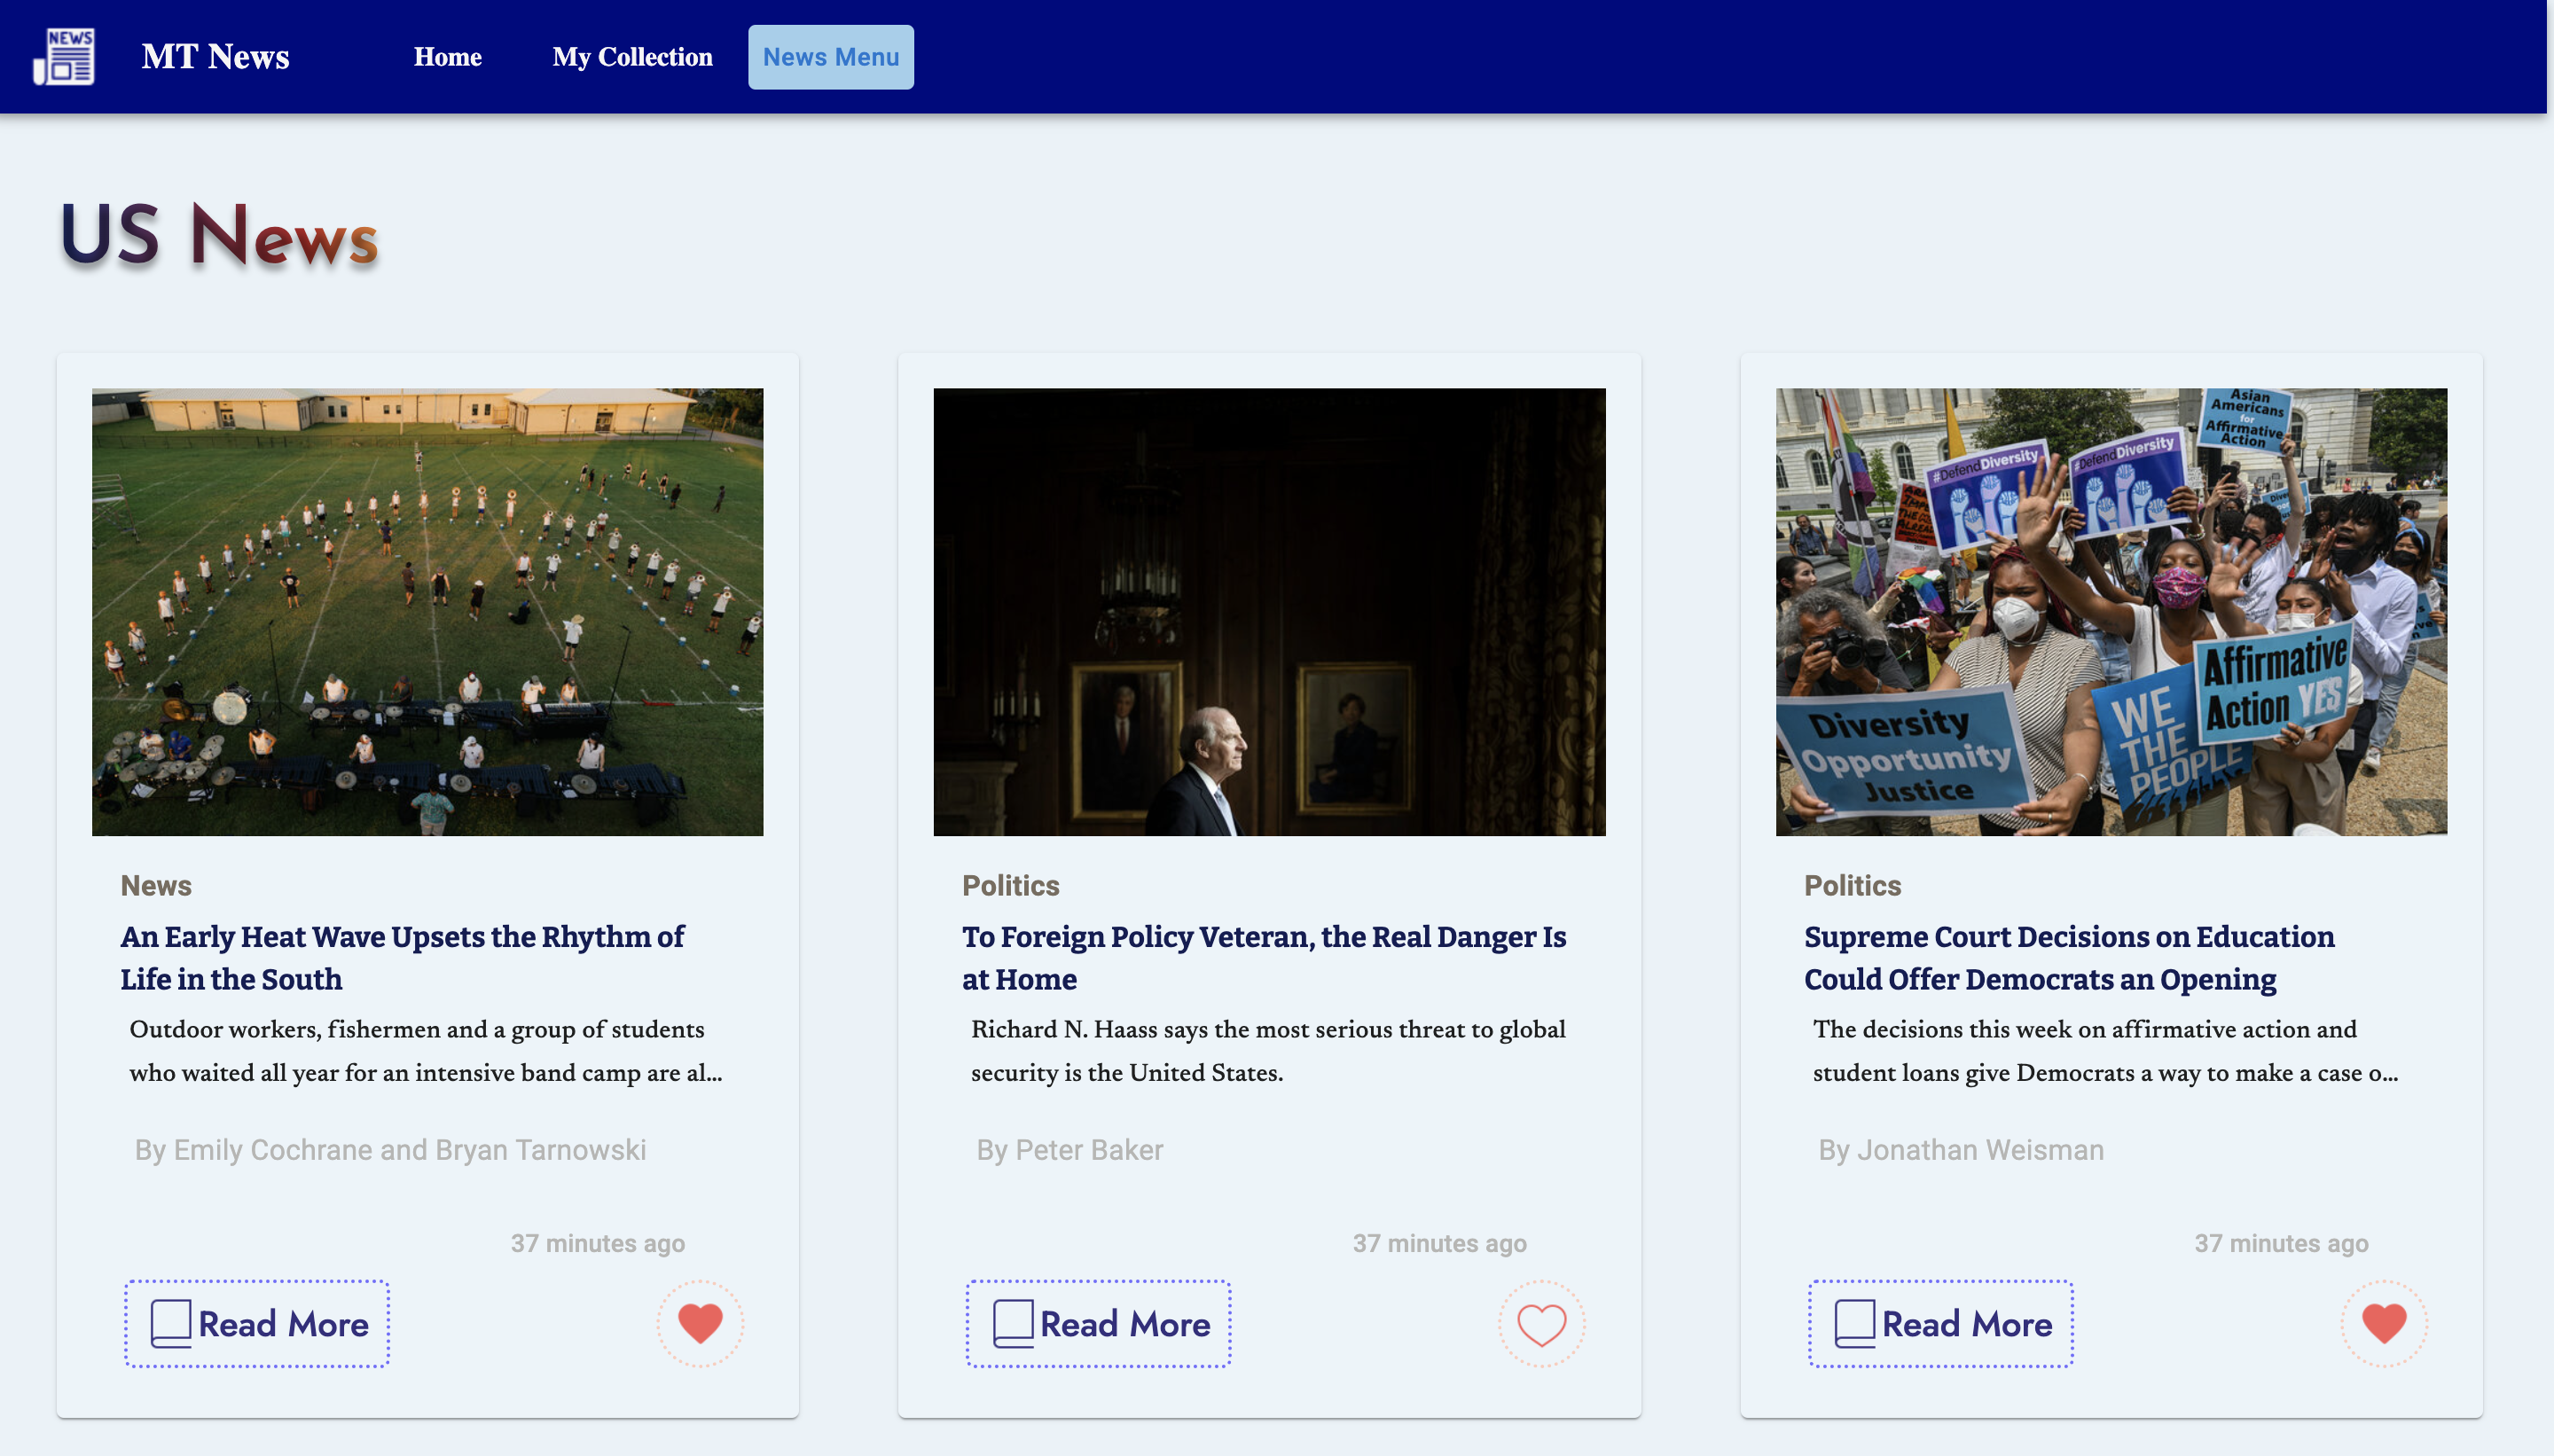 NEWS
MT News
Home
My Collection
News Menu
US News
Asian
Americans
for
Affirmative
Action
#DefendDiversity
#DefendDiversity
Diversity
Opportunity
Justice
WE
THE
PEOPLE
Affirmative
Action YES
News
An Early Heat Wave Upsets the Rhythm of
Life in the South
Outdoor workers, fishermen and a group of students
who waited all year for an intensive band camp are al...
By Emily Cochrane and Bryan Tarnowski
37 minutes ago
Read More
Politics
To Foreign Policy Veteran, the Real Danger Is
at Home
Richard N. Haass says the most serious threat to global
security is the United States.
By Peter Baker
37 minutes ago
Read More
Politics
Supreme Court Decisions on Education
Could Offer Democrats an Opening
The decisions this week on affirmative action and
student loans give Democrats a way to make a case o...
By Jonathan Weisman
37 minutes ago
Read More